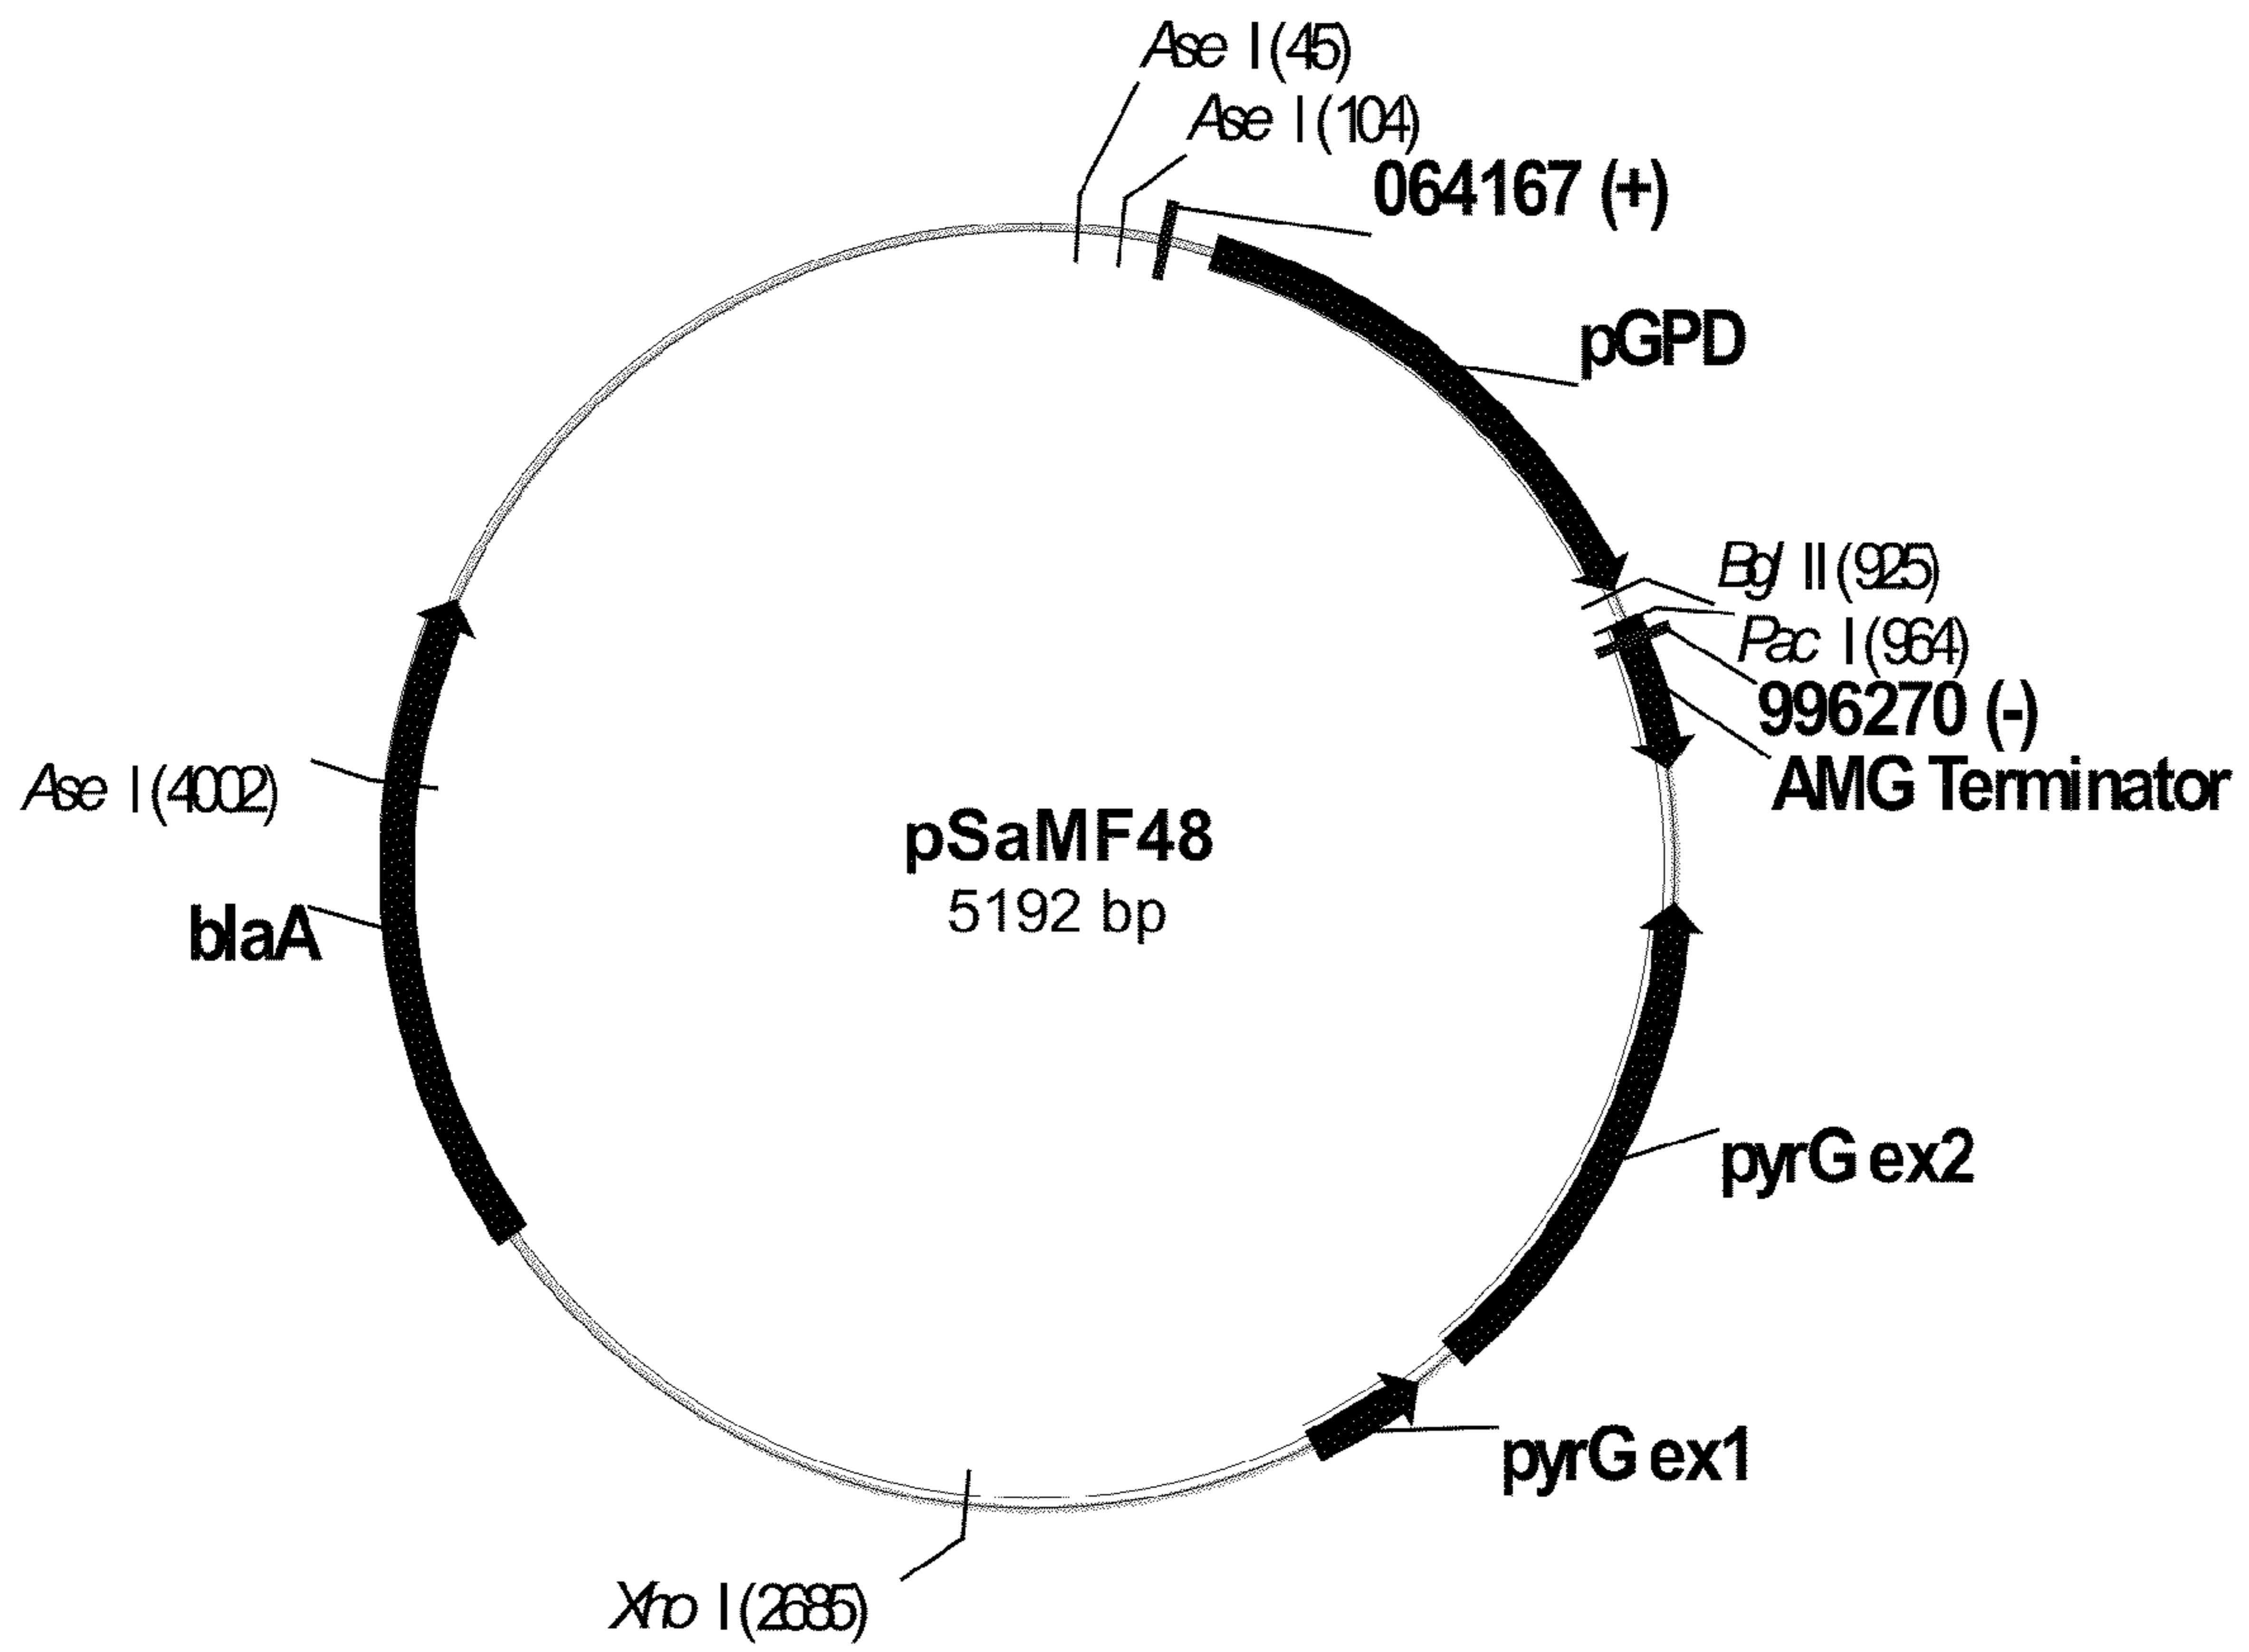 Ase I (45)
Ase I (104)
064167 (+)
pGPD
Bgl II (925)
Pac I (964)
996270 (-)
AMG Terminator
Ase I (4002)
pSaMF48
5192 bp
blaA
pyrG ex2
pyrG ex1
Xho I (2685)